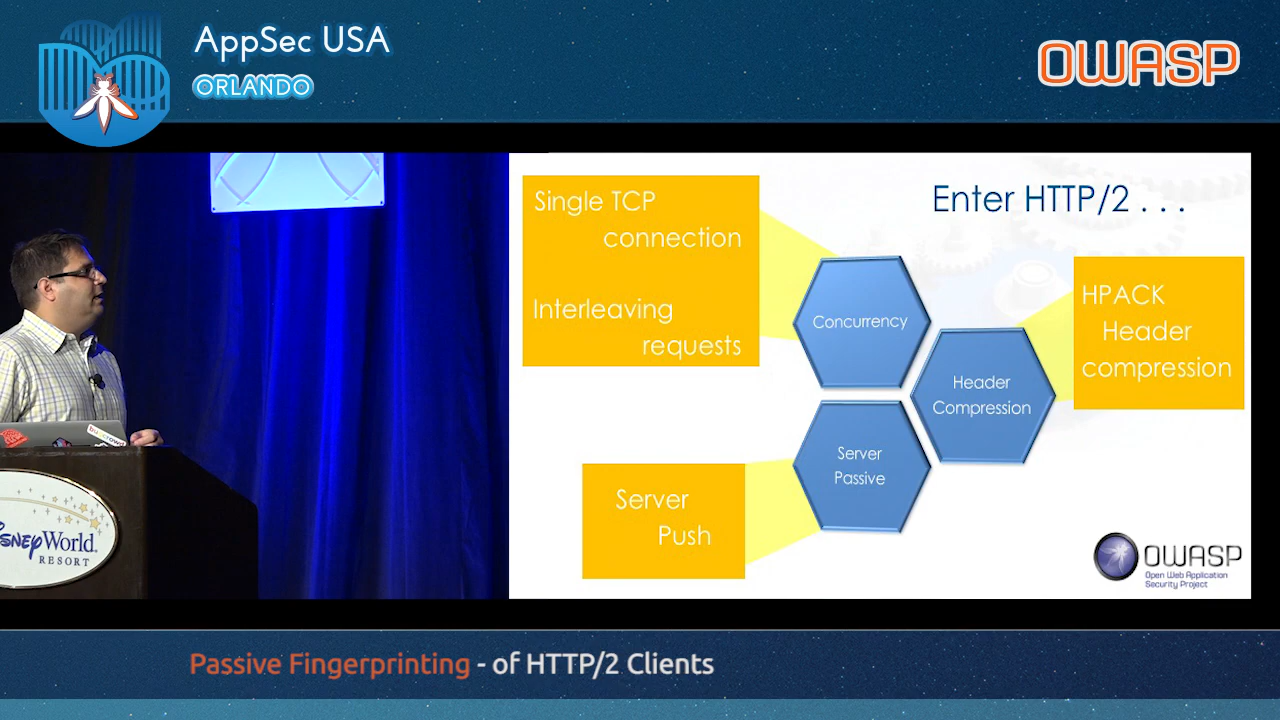 AppSec USA
ORLANDO
OWASP
Single TCP
connection
Interleaving
requests
Enter HTTP/2 . . .
Concurrency
HPACK
Header
compression
Header
Compression
Server
Passive
Server
Push
bugcrowd
World
RESORT
OWASP
Open Web Application
Security Project
Passive Fingerprinting - of HTTP/2 Clients